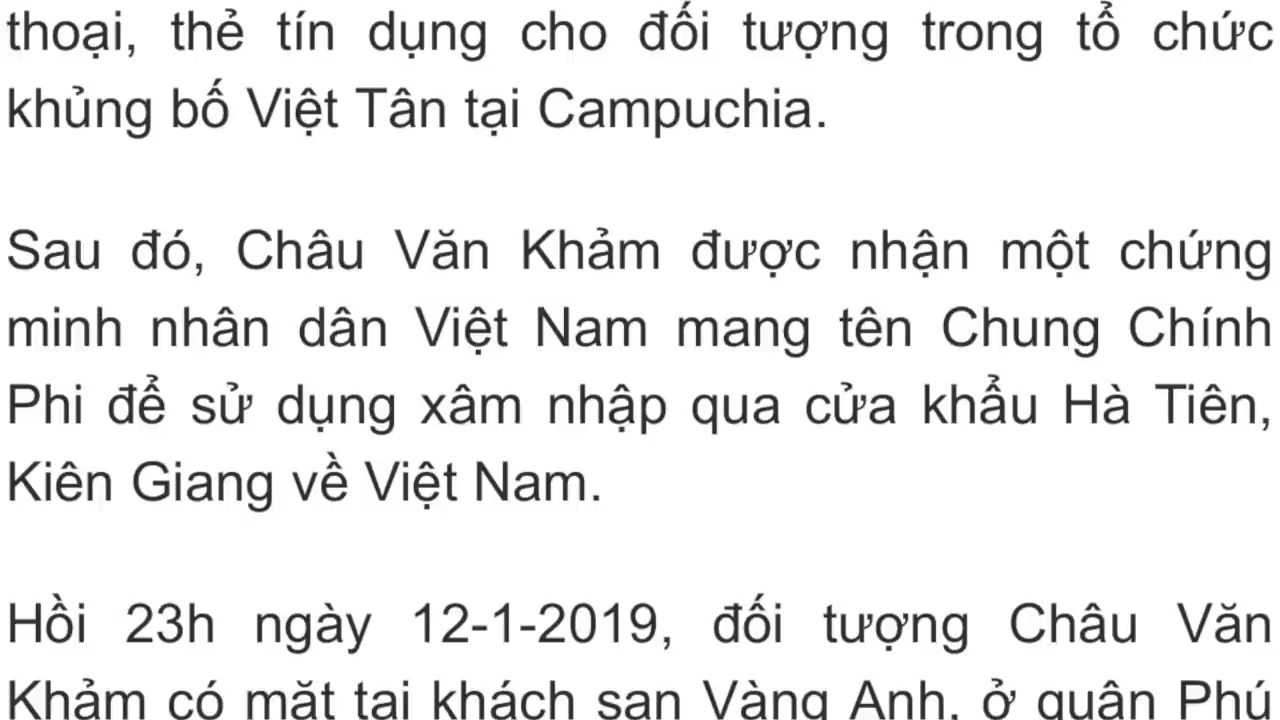 thoại, thẻ tín dụng cho đối tượng trong tổ chức
khủng bố Việt Tân tại Campuchia.
Sau đó, Châu Văn Khảm được nhận một chứng
minh nhân dân Việt Nam mang tên Chung Chính
Phi để sử dụng xâm nhập qua cửa khẩu Hà Tiên,
Kiên Giang về Việt Nam.
Hồi 23h ngày 12-1-2019, đối tượng Châu Văn
Khảm có mặt tại khách sạn Vàng Anh, ở quận Phú